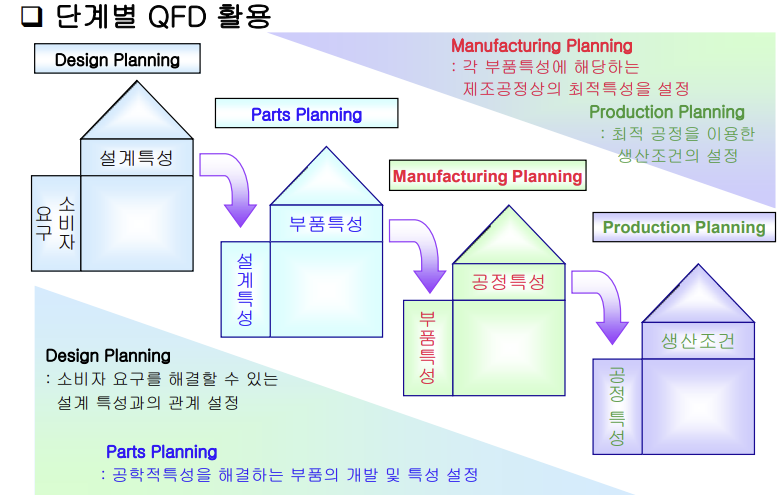 ❑ 단계별 QFD 활용
Design Planning
설계특성
소비자
요구
Parts Planning
부품특성
설계특성
Manufacturing Planning
공정특성
부품특성
Production Planning
생산조건
공정 특성
Manufacturing Planning
: 각 부품특성에 해당하는
제조공정상의 최적특성을 설정
Production Planning
: 최적 공정을 이용한
생산조건의 설정
Design Planning
: 소비자 요구를 해결할 수 있는
설계 특성과의 관계 설정
Parts Planning
: 공학적특성을 해결하는 부품의 개발 및 특성 설정